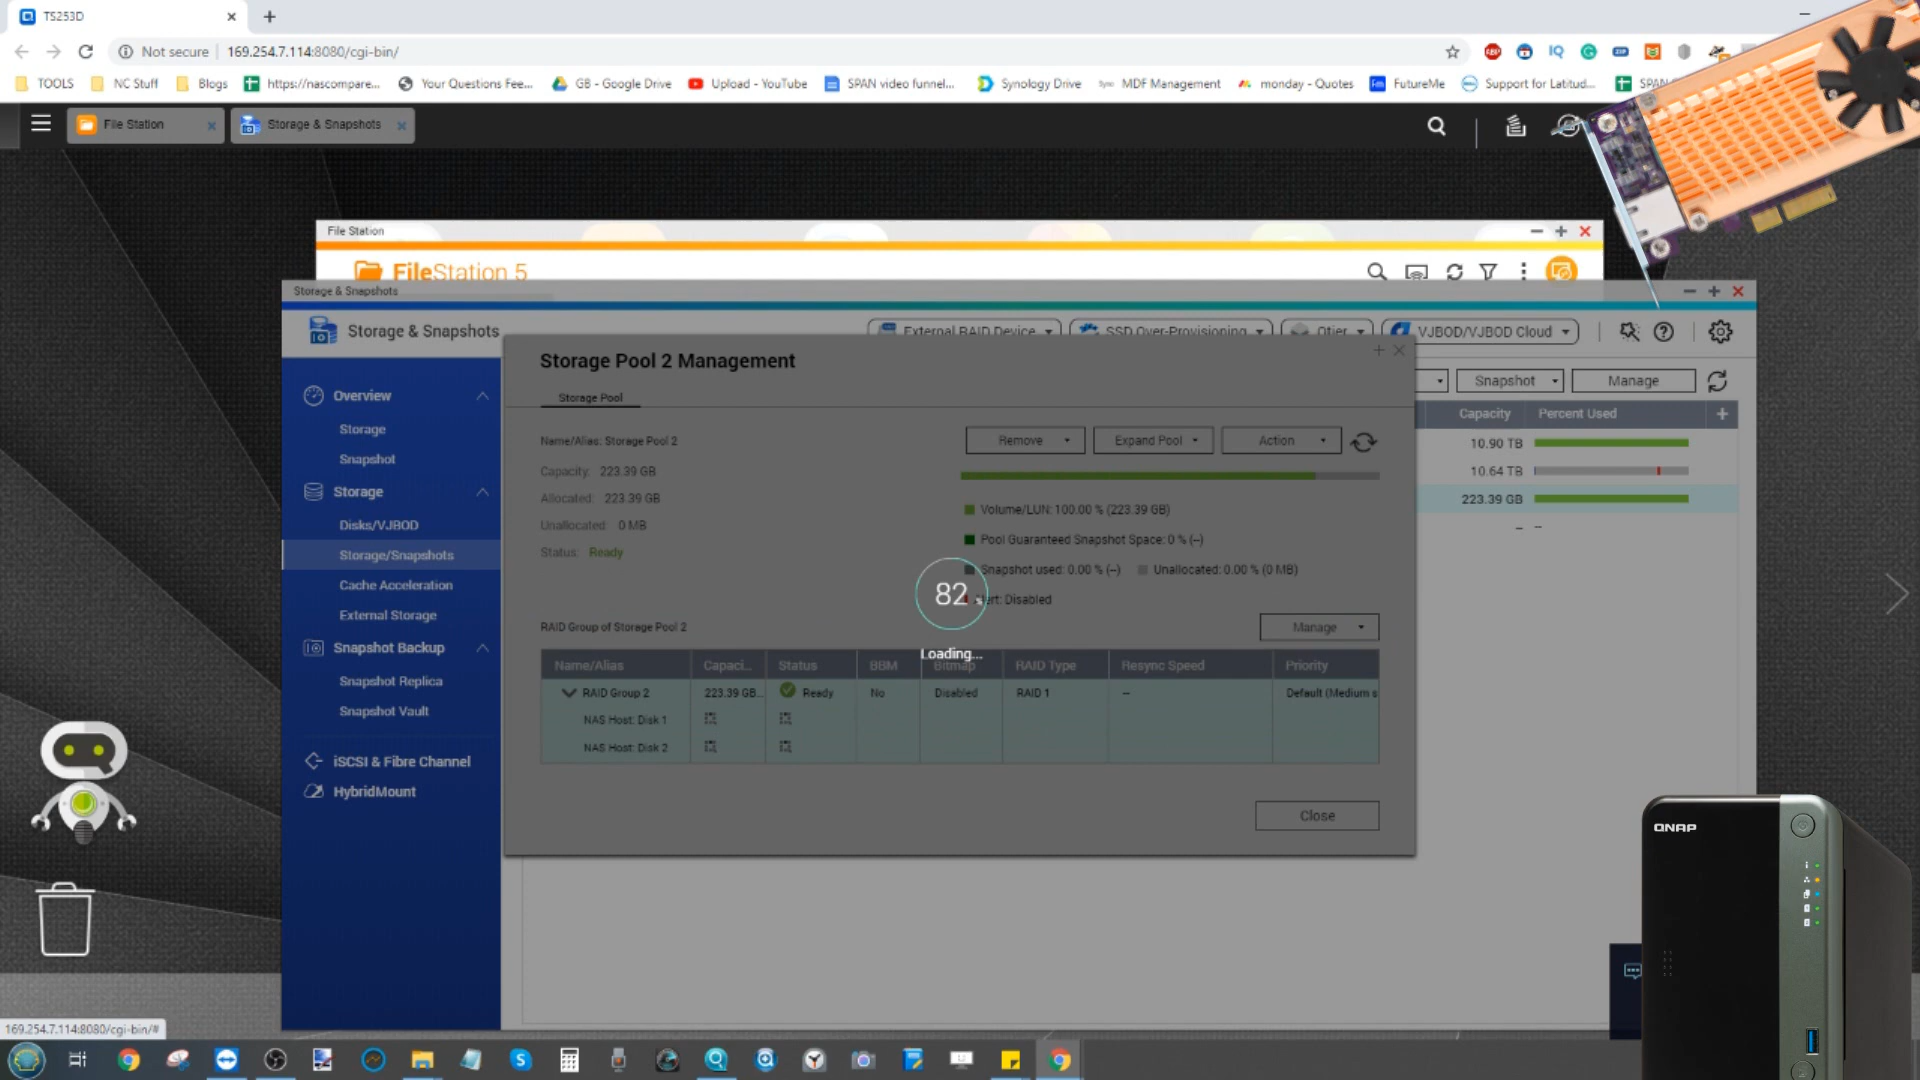 TS253D
Not secure
169.254.7.114:8080/cgi-bin/
TOOLS
NC Stuff
Blogs
https://nascompare...
Your Questions Fee...
GB - Google Drive
Upload - YouTube
SPAN video funnel...
Synology Drive
MDF Management
monday - Quotes
FutureMe
Support for Latitud...
File Station
Storage & Snapshots
File Station
FileStation 5
Storage & Snapshots
Storage & Snapshots
External RAID Device
SSD Over-Provisioning
Qtier
VJBOD/VJBOD Cloud
Snapshot
Manage
Capacity
Percent Used
10.90 TB
10.64 TB
223.39 GB
Overview
Storage
Snapshot
Storage
Disks/VJBOD
Storage/Snapshots
Cache Acceleration
External Storage
Snapshot Backup
Snapshot Replica
Snapshot Vault
iSCSI & Fibre Channel
HybridMount
Storage Pool 2 Management
Storage Pool
Name/Alias: Storage Pool 2
Remove
Expand Pool
Action
Capacity: 223.39 GB
Allocated: 223.39 GB
Unallocated: 0 MB
Status: Ready
Volume/LUN: 100.00 % (223.39 GB)
Pool Guaranteed Snapshot Space: 0 % (--)
Snapshot used: 0.00 % (--)
Unallocated: 0.00 % (0 MB)
Alert: Disabled
82
Loading...
RAID Group of Storage Pool 2
Manage
Name/Alias
Capaci...
Status
BBM
Bitmap
RAID Type
Resync Speed
Priority
RAID Group 2
223.39 GB...
Ready
No
Disabled
RAID 1
--
Default (Medium s
NAS Host: Disk 1
NAS Host: Disk 2
Close
QNAP
169.254.7.114:8080/cgi-bin/#